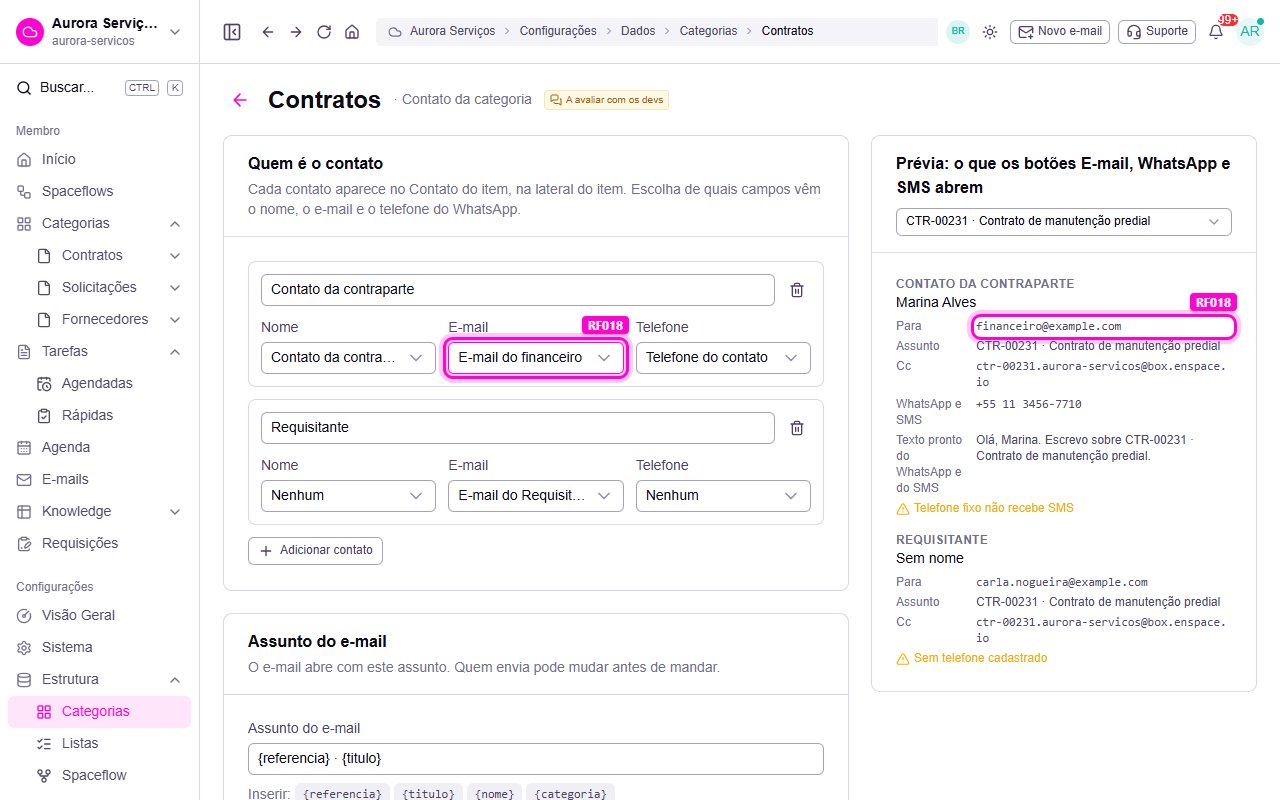 Aurora Serviç...
aurora-servicos
Buscar... CTRL K
Membro
Início
Spaceflows
Categorias
Contratos
Solicitações
Fornecedores
Tarefas
Agendadas
Rápidas
Agenda
E-mails
Knowledge
Requisições
Configurações
Visão Geral
Sistema
Estrutura
Categorias
Listas
Spaceflow
Aurora Serviços > Configurações > Dados > Categorias > Contratos
BR
Novo e-mail
Suporte
99+
AR
Contratos · Contato da categoria A avaliar com os devs
Quem é o contato
Cada contato aparece no Contato do item, na lateral do item. Escolha de quais campos vêm
o nome, o e-mail e o telefone do WhatsApp.
Contato da contraparte
Nome E-mail RF018 Telefone
Contato da contra... E-mail do financeiro Telefone do contato
Requisitante
Nome E-mail Telefone
Nenhum E-mail do Requisit... Nenhum
Adicionar contato
Assunto do e-mail
O e-mail abre com este assunto. Quem envia pode mudar antes de mandar.
Assunto do e-mail
{referencia} · {titulo}
Inserir: {referencia} {titulo} {nome} {categoria}
Prévia: o que os botões E-mail, WhatsApp e
SMS abrem
CTR-00231 · Contrato de manutenção predial
CONTATO DA CONTRAPARTE
Marina Alves RF018
Para financeiro@example.com
Assunto CTR-00231 · Contrato de manutenção predial
Cc ctr-00231.aurora-servicos@box.enspace.
io
WhatsApp e +55 11 3456-7710
SMS
Texto pronto Olá, Marina. Escrevo sobre CTR-00231 ·
do Contrato de manutenção predial.
WhatsApp e
do SMS
Telefone fixo não recebe SMS
REQUISITANTE
Sem nome
Para carla.nogueira@example.com
Assunto CTR-00231 · Contrato de manutenção predial
Cc ctr-00231.aurora-servicos@box.enspace.
io
Sem telefone cadastrado